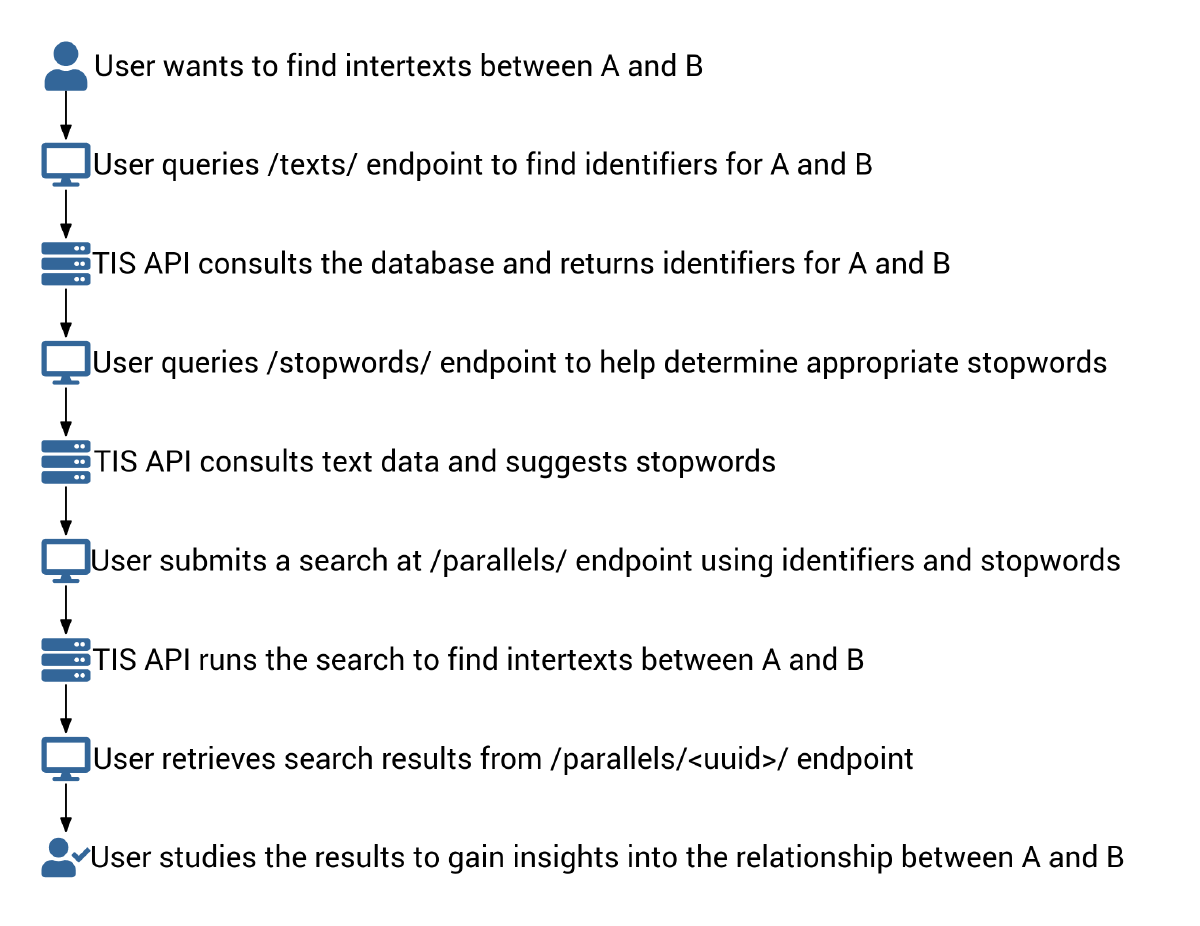 User wants to find intertexts between A and B
User queries /texts/ endpoint to find identifiers for A and B
TIS API consults the database and returns identifiers for A and B
User queries /stopwords/ endpoint to help determine appropriate stopwords
TIS API consults text data and suggests stopwords
User submits a search at /parallels/ endpoint using identifiers and stopwords
TIS API runs the search to find intertexts between A and B
User retrieves search results from /parallels/<uuid>/ endpoint
User studies the results to gain insights into the relationship between A and B